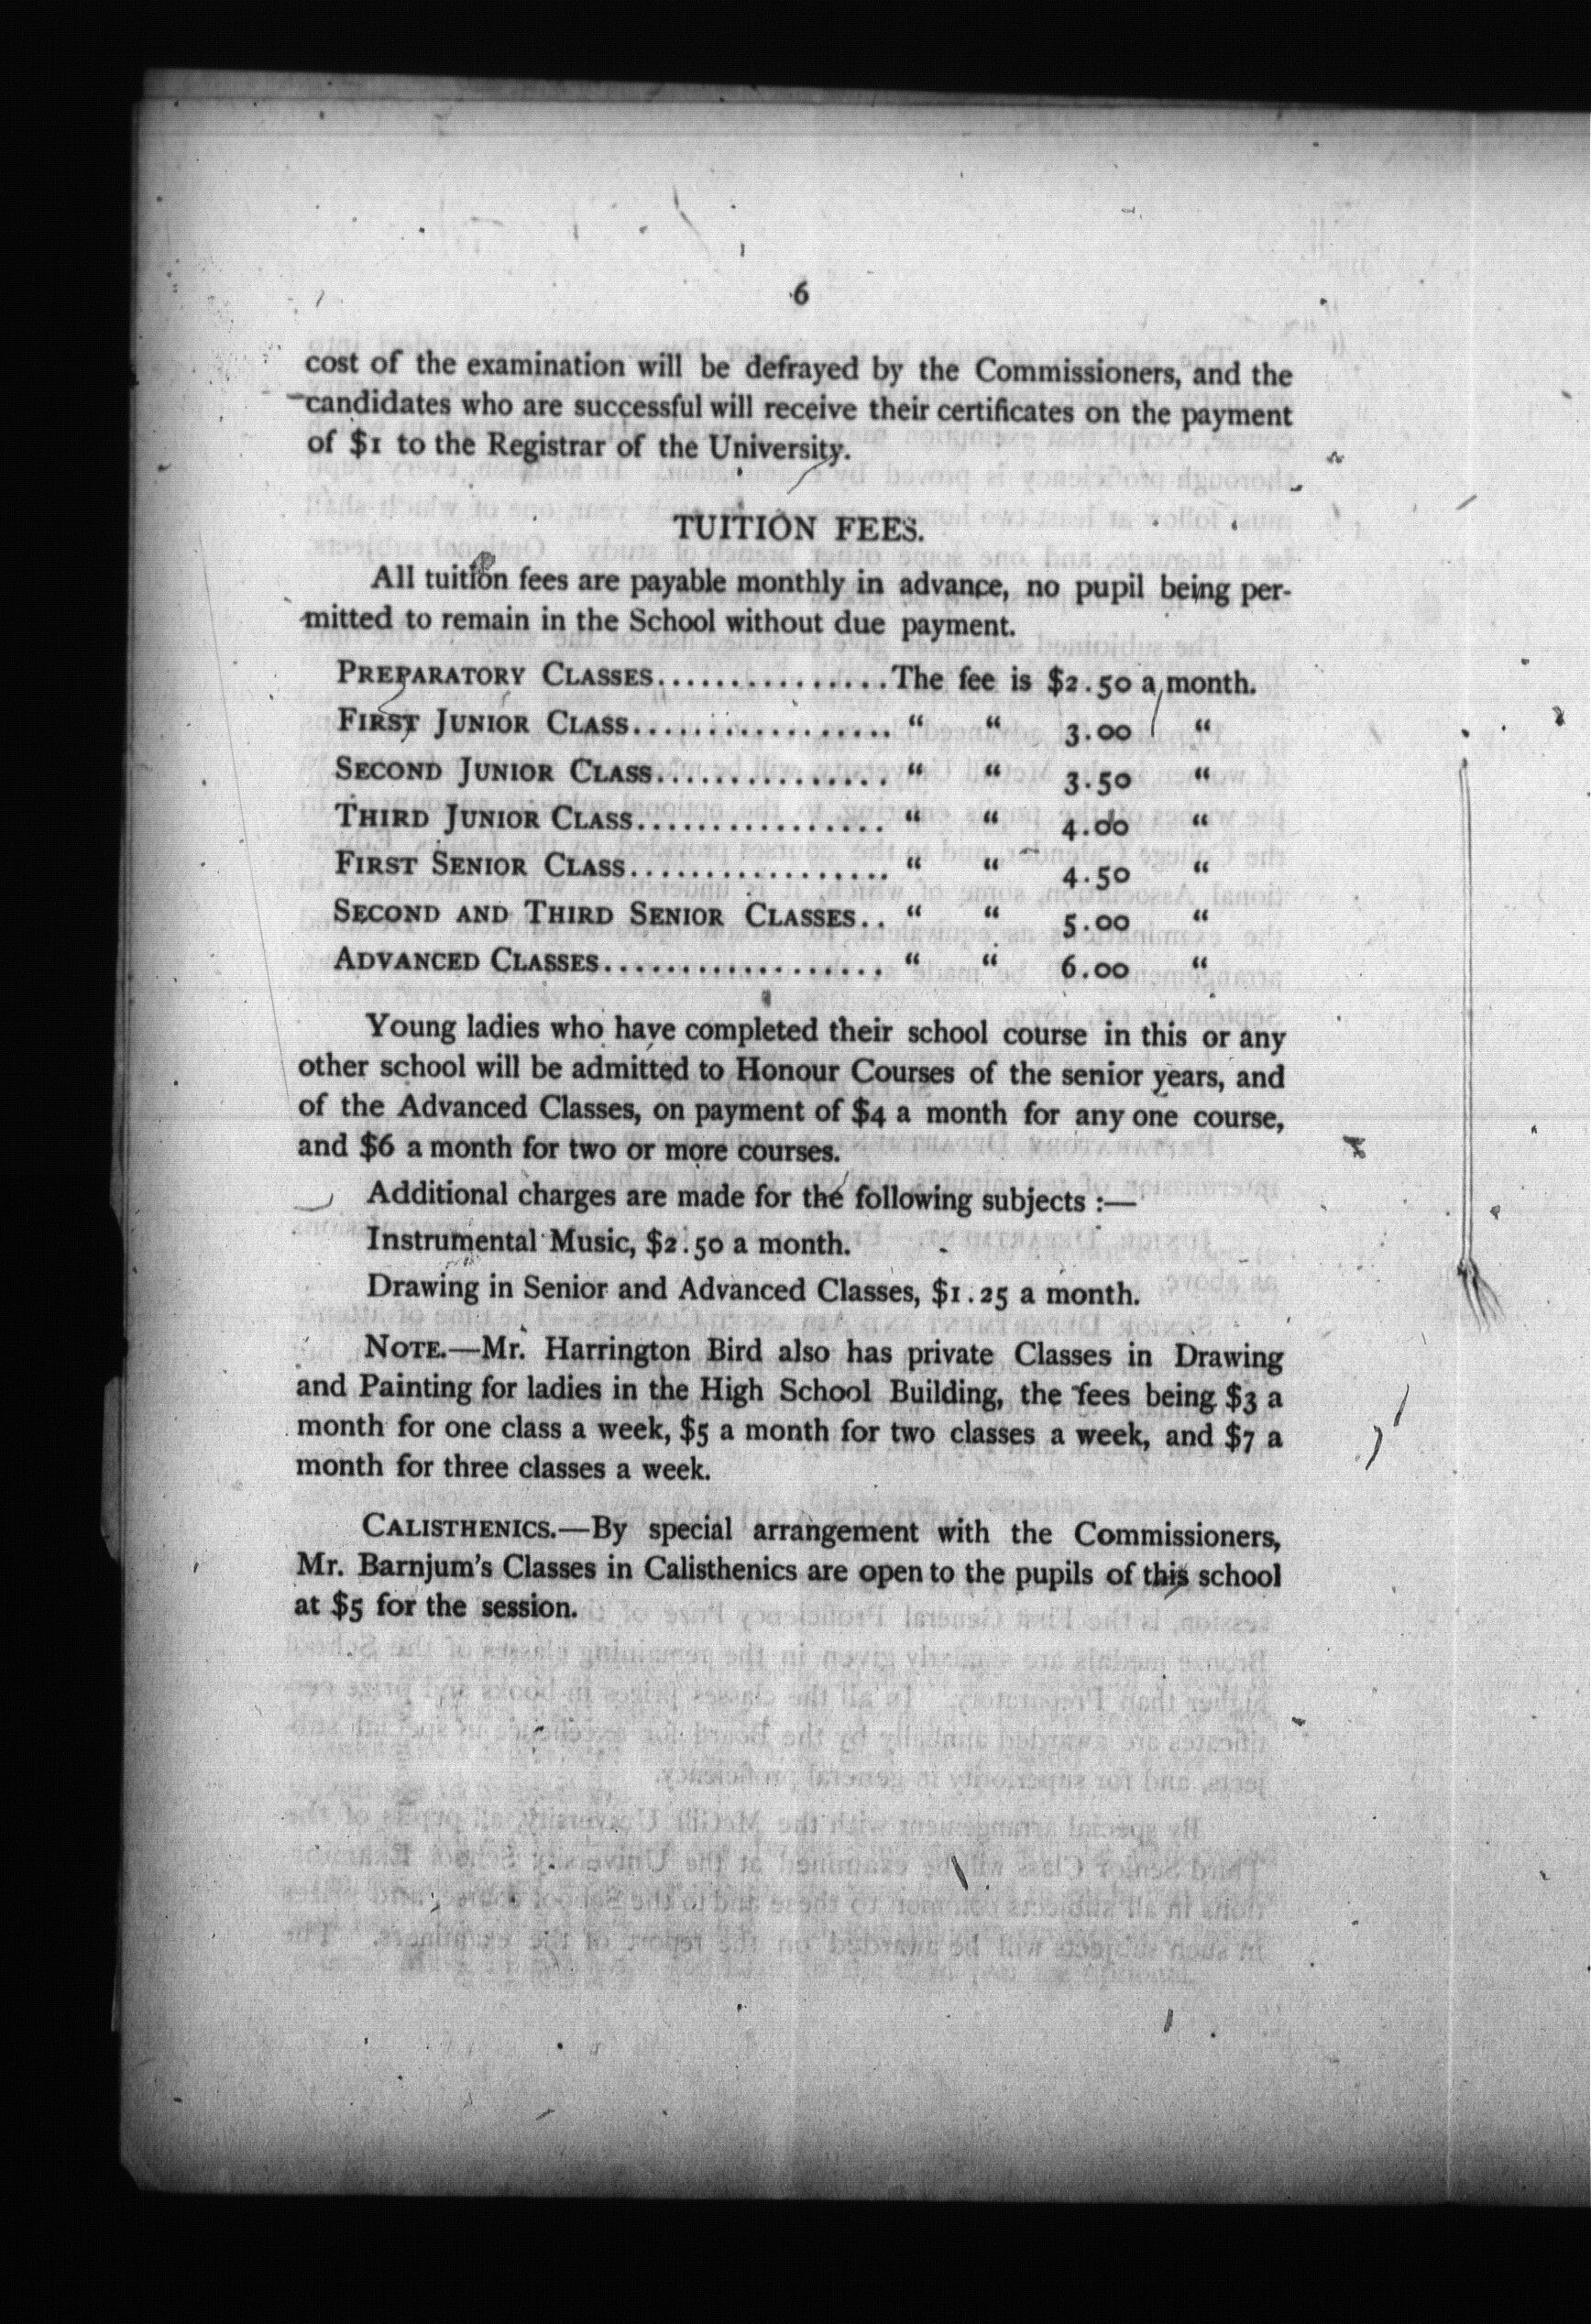 6
cost of the examination will be defrayed by the Commissioners, and the
candidates who are successful will receive their certificates on the payment
of $1 to the Registrar of the University.
TUITION FEES.
All tuition fees are payable monthly in advance, no pupil being per-
mitted to remain in the School without due payment.
PREPARATORY CLASSES................The fee is $2.50 a month.
FIRST JUNIOR CLASS.................. “ “ 3.00 “
SECOND JUNIOR CLASS................ “ “ 3.50 “
THIRD JUNIOR CLASS................. “ “ 4.00 “
FIRST SENIOR CLASS.................. “ “ 4.50 “
SECOND AND THIRD SENIOR CLASSES.. “ “ 5.00 “
ADVANCED CLASSES................... “ “ 6.00 “
Young ladies who have completed their school course in this or any
other school will be admitted to Honour Courses of the senior years, and
of the Advanced Classes, on payment of $4 a month for any one course,
and $6 a month for two or more courses.
Additional charges are made for the following subjects :—
Instrumental Music, $2.50 a month.
Drawing in Senior and Advanced Classes, $1.25 a month.
NOTE.—Mr. Harrington Bird also has private Classes in Drawing
and Painting for ladies in the High School Building, the fees being $3 a
month for one class a week, $5 a month for two classes a week, and $7 a
month for three classes a week.
CALISTHENICS.—By special arrangement with the Commissioners,
Mr. Barnjum's Classes in Calisthenics are open to the pupils of this school
at $5 for the session.